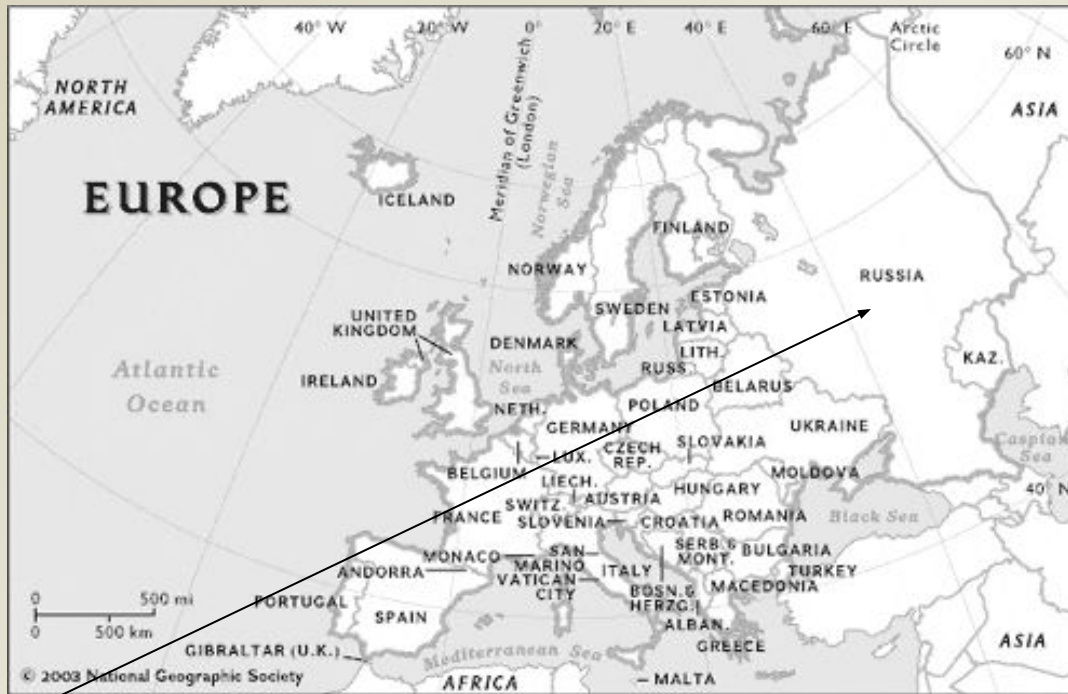 40° W
20° W
0°
20° E
40° E
60° E
Arctic
Circle
60° N
NORTH
AMERICA
ASIA
Meridian of Greenwich
(London)
Norwegian
Sea
EUROPE
ICELAND
FINLAND
NORWAY
RUSSIA
SWEDEN
ESTONIA
UNITED
KINGDOM
LATVIA
DENMARK
LITH.
KAZ.
North
Sea
RUSS.
Atlantic
Ocean
IRELAND
BELARUS
NETH.
POLAND
GERMANY
UKRAINE
CZECH
REP.
SLOVAKIA
Caspian
Sea
BELGIUM
LUX.
MOLDOVA
LIECH.
AUSTRIA
HUNGARY
40° N
SWITZ.
FRANCE
SLOVENIA
CROATIA
ROMANIA
Black Sea
SERB. &
MONT.
BULGARIA
MONACO
SAN
MARINO
ITALY
TURKEY
ANDORRA
VATICAN
CITY
MACEDONIA
BOSN. &
HERZG.
0 500 mi
0 500 km
PORTUGAL
SPAIN
ALBAN.
GREECE
ASIA
GIBRALTAR (U.K.)
Mediterranean Sea
© 2003 National Geographic Society
AFRICA
MALTA